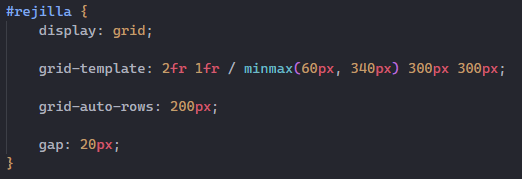 #rejilla {
display: grid;
grid-template: 2fr 1fr / minmax(60px, 340px) 300px 300px;
grid-auto-rows: 200px;
gap: 20px;
}